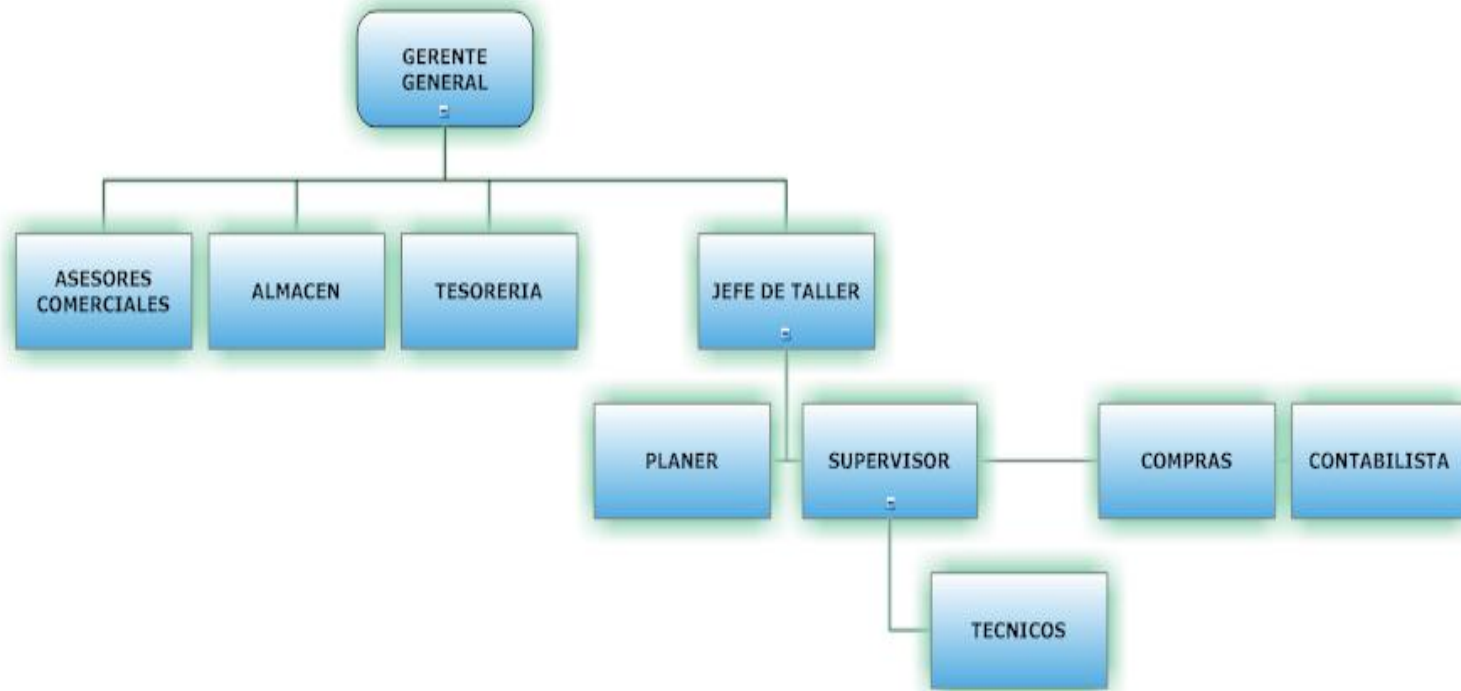 GERENTE
GENERAL
ASESORES
COMERCIALES
ALMACEN
TESORERIA
JEFE DE TALLER
PLANER
SUPERVISOR
COMPRAS
CONTABILISTA
TECNICOS